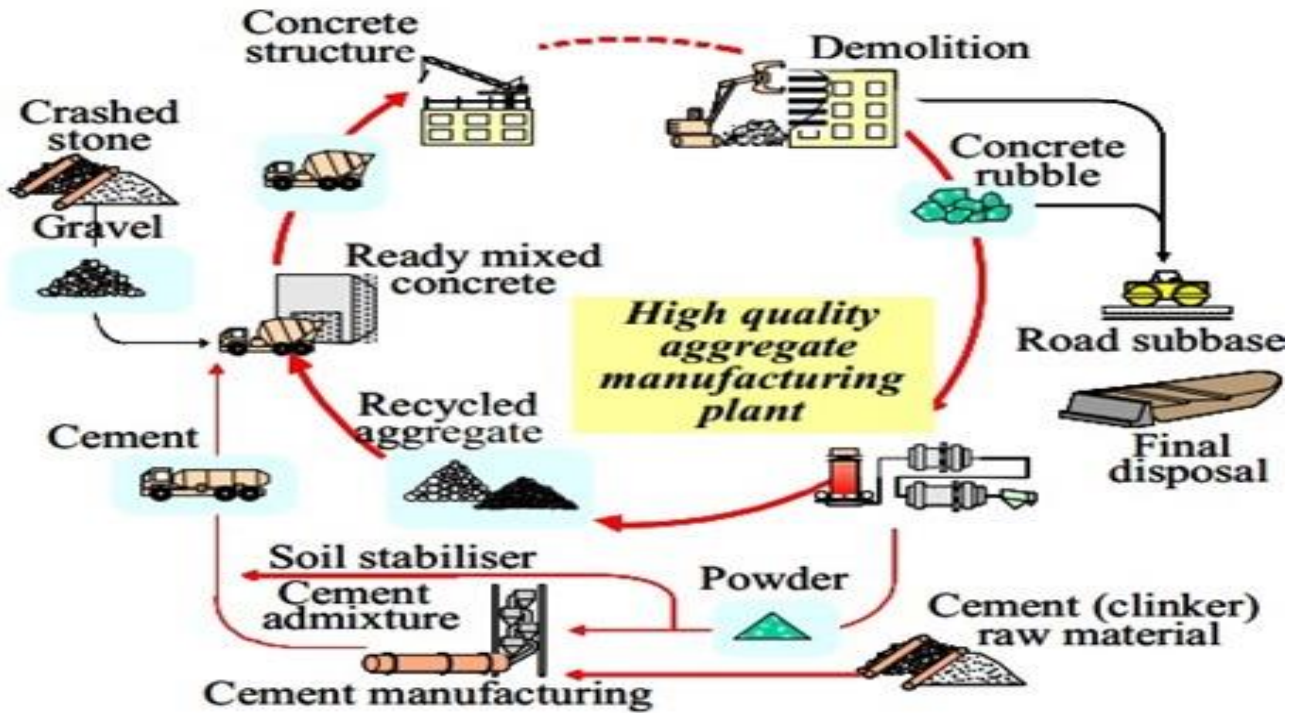 Concrete
structure
Demolition
Crashed
stone
Concrete
rubble
Gravel
Ready mixed
concrete
High quality
aggregate
manufacturing
plant
Road subbase
Recycled
aggregate
Cement
Final
disposal
Soil stabiliser
Powder
Cement
admixture
Cement (clinker)
raw material
Cement manufacturing